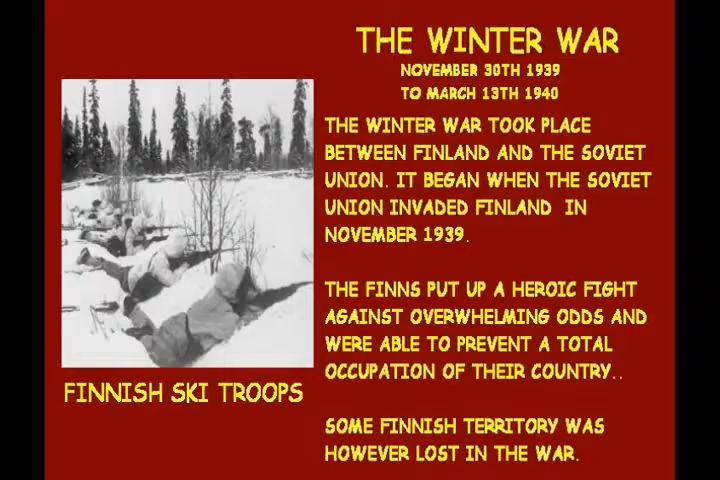 THE WINTER WAR
NOVEMBER 30TH 1939
TO MARCH 13TH 1940
THE WINTER WAR TOOK PLACE
BETWEEN FINLAND AND THE SOVIET
UNION. IT BEGAN WHEN THE SOVIET
UNION INVADED FINLAND IN
NOVEMBER 1939.
THE FINNS PUT UP A HEROIC FIGHT
AGAINST OVERWHELMING ODDS AND
WERE ABLE TO PREVENT A TOTAL
OCCUPATION OF THEIR COUNTRY..
SOME FINNISH TERRITORY WAS
HOWEVER LOST IN THE WAR.
FINNISH SKI TROOPS